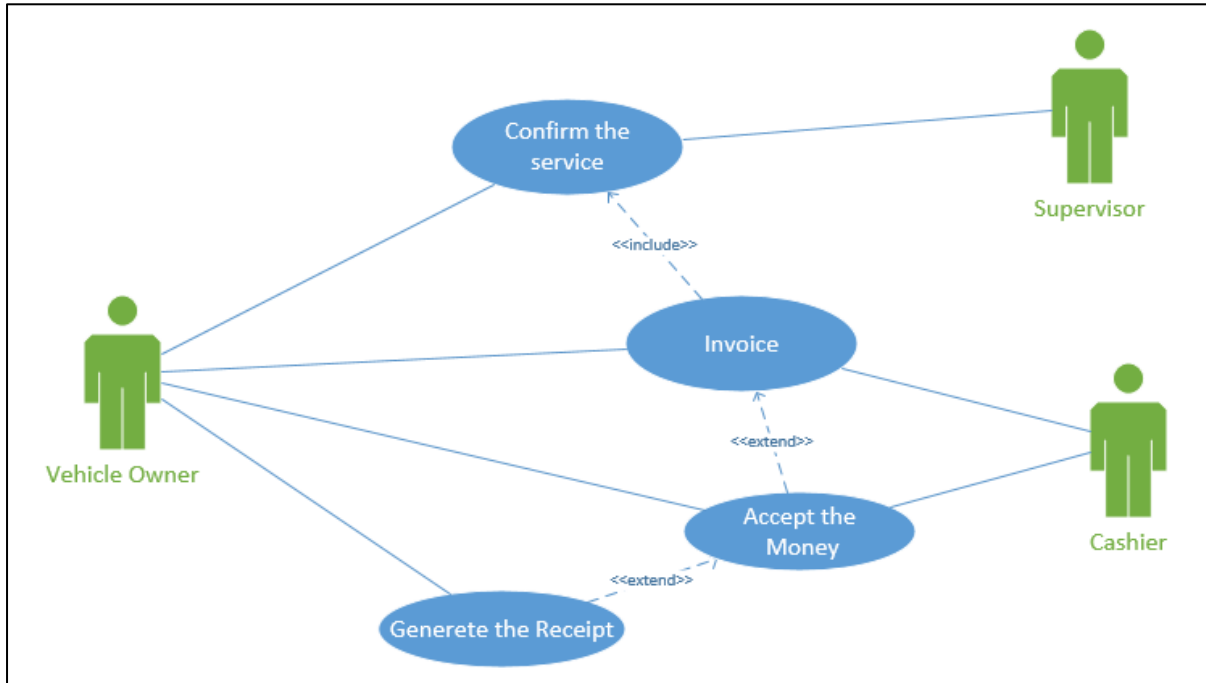 Confirm the
service
Supervisor
<<include>>
Invoice
<<extend>>
Vehicle Owner
Accept the
Money
Cashier
<<extend>>
Generete the Receipt